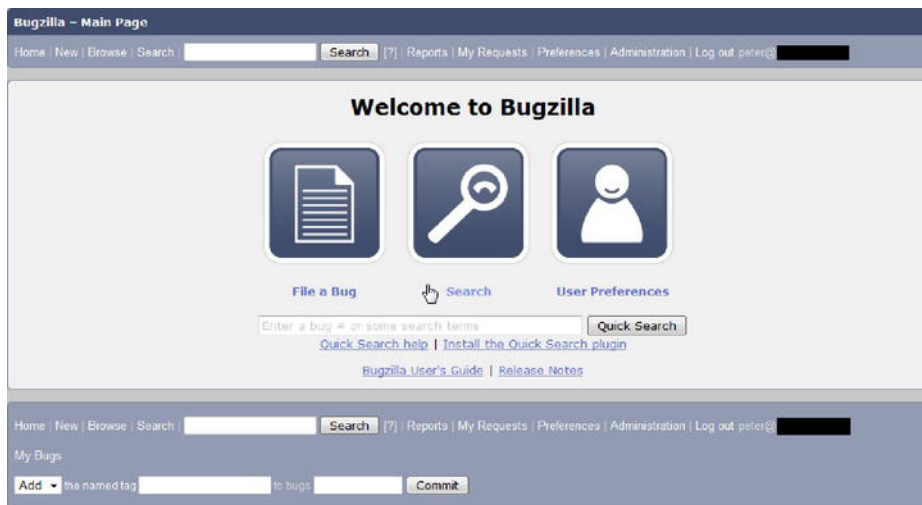 Bugzilla – Main Page
Home | New | Browse | Search | Search [?] | Reports | My Requests | Preferences | Administration | Log out peter@
Welcome to Bugzilla
File a Bug Search User Preferences
Enter a bug # or some search terms Quick Search
Quick Search help | Install the Quick Search plugin
Bugzilla User's Guide | Release Notes
Home | New | Browse | Search | Search [?] | Reports | My Requests | Preferences | Administration | Log out peter@
My Bugs
Add the named tag to bugs Commit